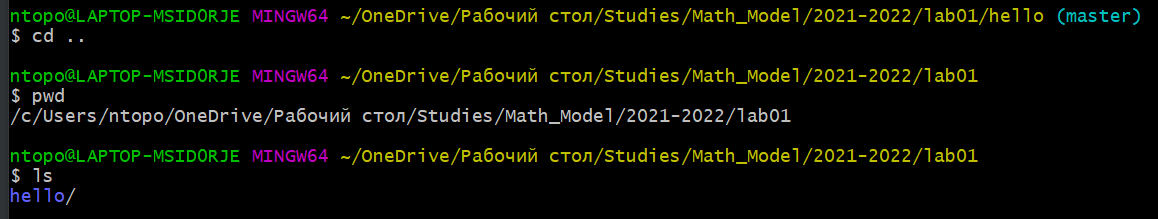 ntopo@LAPTOP-MSIDORJE MINGW64 ~/OneDrive/Рабочий стол/Studies/Math_Model/2021-2022/lab01/hello (master)
$ cd ..
ntopo@LAPTOP-MSIDORJE MINGW64 ~/OneDrive/Рабочий стол/Studies/Math_Model/2021-2022/lab01
$ pwd
/c/Users/ntopo/OneDrive/Рабочий стол/Studies/Math_Model/2021-2022/lab01
ntopo@LAPTOP-MSIDORJE MINGW64 ~/OneDrive/Рабочий стол/Studies/Math_Model/2021-2022/lab01
$ ls
hello/